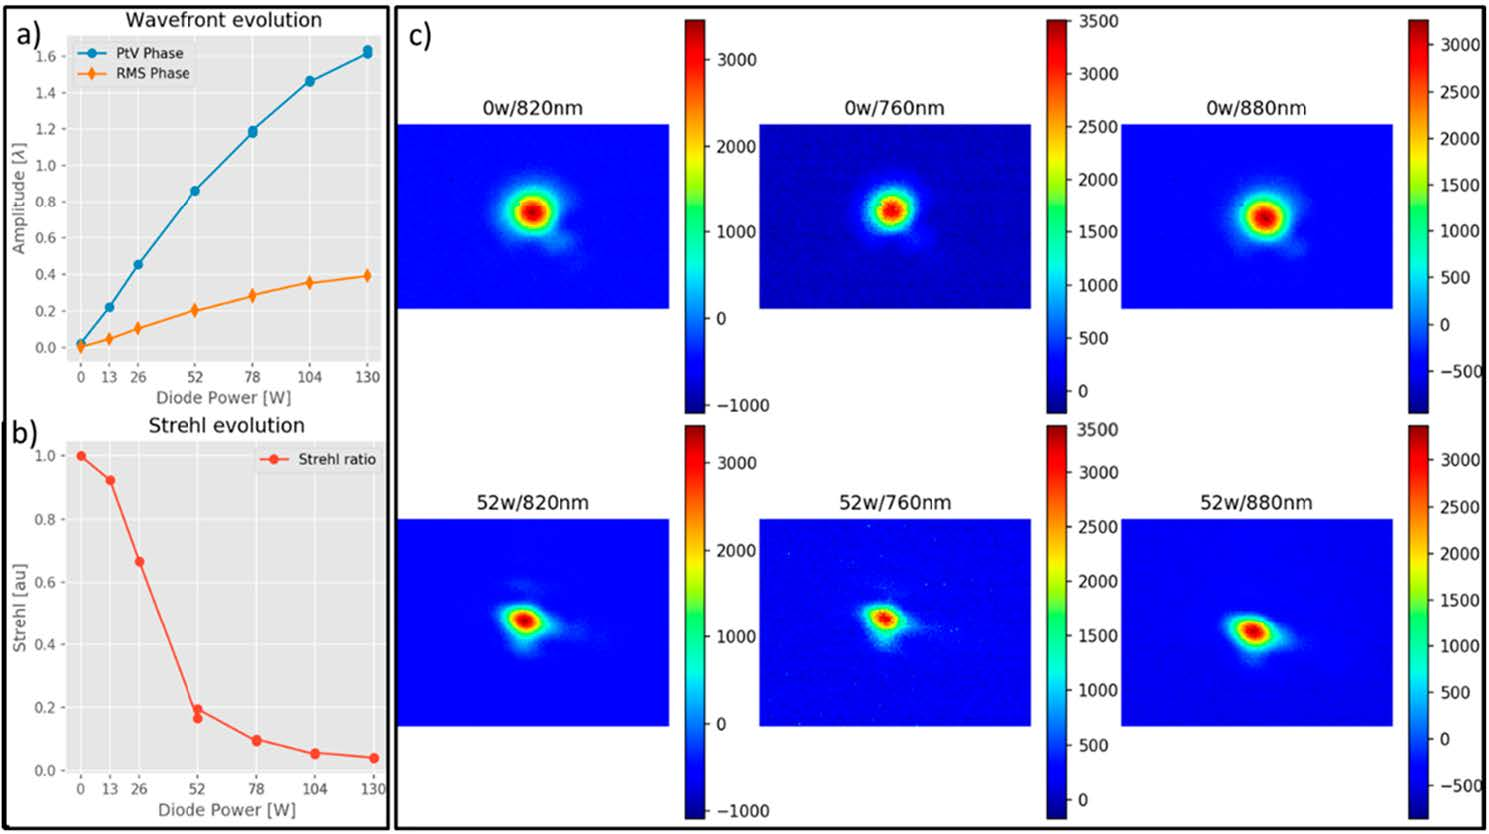 a)
Wavefront evolution
PtV Phase
RMS Phase
1.6
1.4
1.2
1.0
0.8
0.6
0.4
0.2
0.0
Amplitude [λ]
0 13 26 52 78 104 130
Diode Power [W]
b)
Strehl evolution
Strehl ratio
1.0
0.8
0.6
0.4
0.2
0.0
Strehl [au]
0 13 26 52 78 104 130
Diode Power [W]
c)
0w/820nm
3000
2000
1000
0
−1000
0w/760nm
3500
3000
2500
2000
1500
1000
500
0
0w/880nm
3000
2500
2000
1500
1000
500
0
−500
52w/820nm
3000
2000
1000
0
−1000
52w/760nm
3500
3000
2500
2000
1500
1000
500
0
52w/880nm
3000
2500
2000
1500
1000
500
0
−500